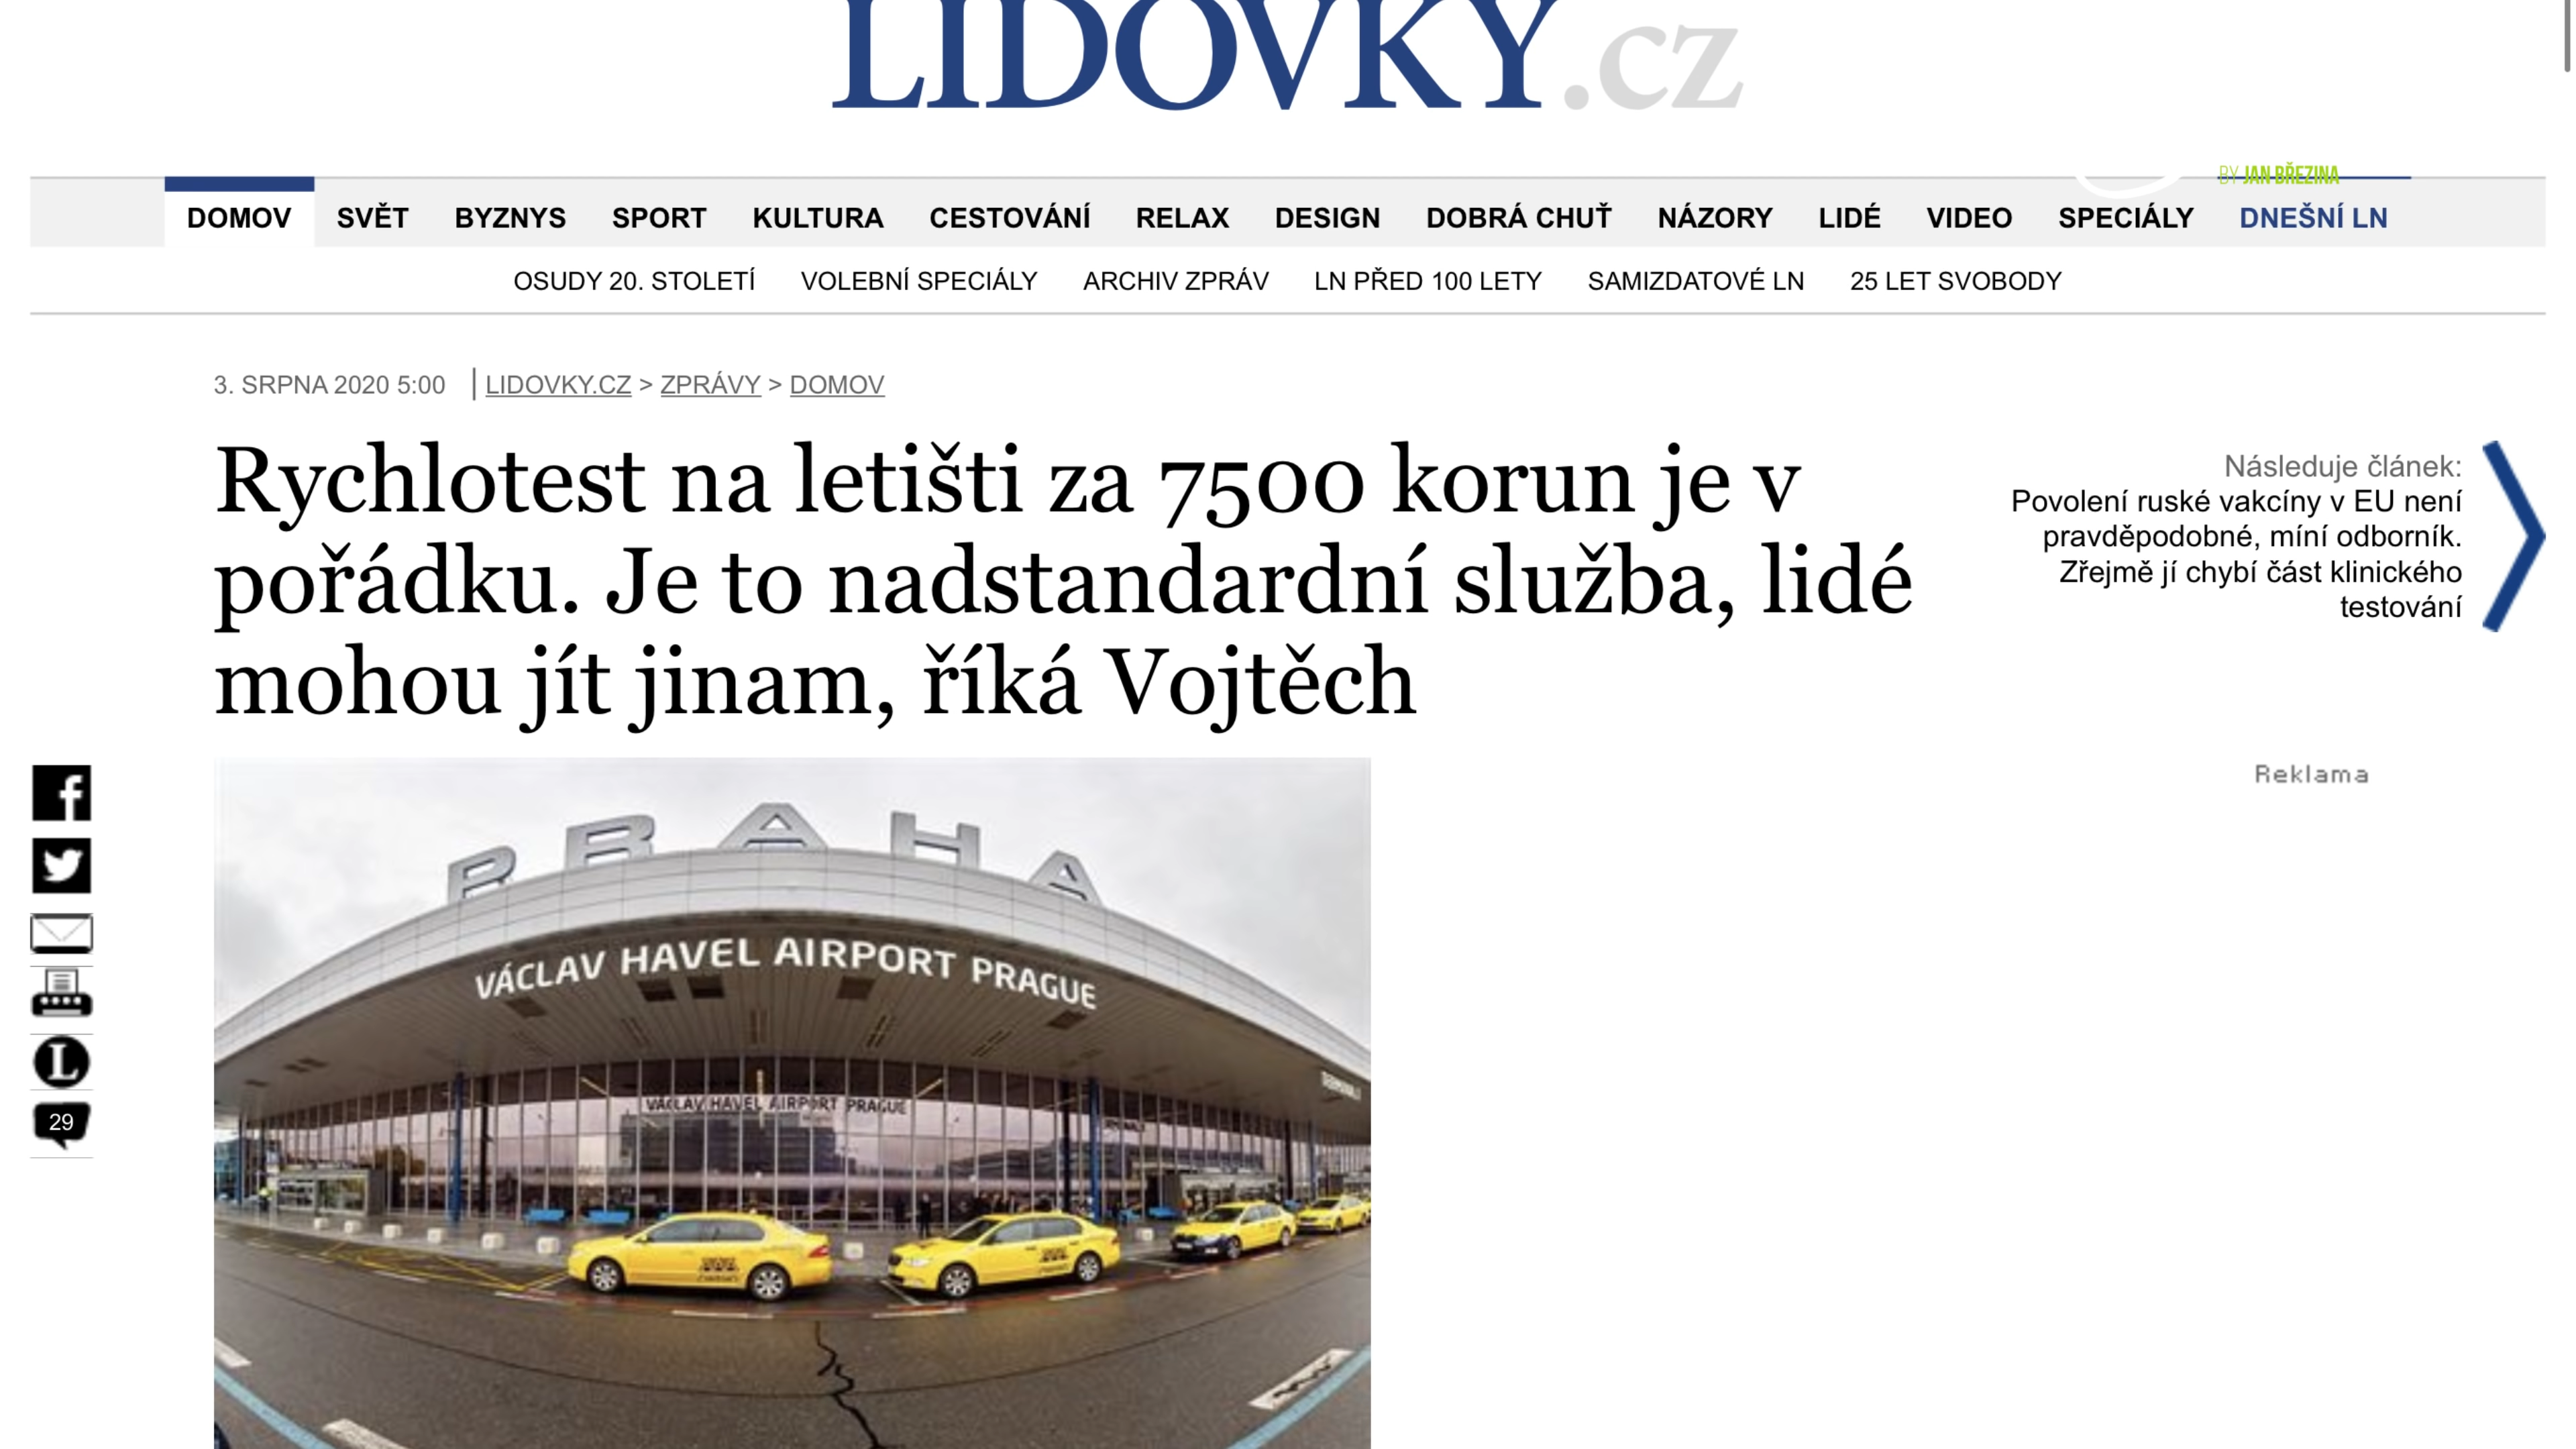 LIDOVKY.cz
BY JAN BŘEZINA
DOMOV SVĚT BYZNYS SPORT KULTURA CESTOVÁNÍ RELAX DESIGN DOBRÁ CHUŤ NÁZORY LIDÉ VIDEO SPECIÁLY DNEŠNÍ LN
OSUDY 20. STOLETÍ VOLEBNÍ SPECIÁLY ARCHIV ZPRÁV LN PŘED 100 LETY SAMIZDATOVÉ LN 25 LET SVOBODY
3. SRPNA 2020 5:00 | LIDOVKY.CZ > ZPRÁVY > DOMOV
Rychlotest na letišti za 7500 korun je v
pořádku. Je to nadstandardní služba, lidé
mohou jít jinam, říká Vojtěch
Následuje článek:
Povolení ruské vakcíny v EU není
pravděpodobné, míní odborník.
Zřejmě jí chybí část klinického
testování
Reklama
PRAHA
VÁCLAV HAVEL AIRPORT PRAGUE
VÁCLAV HAVEL AIRPORT PRAGUE
L
29